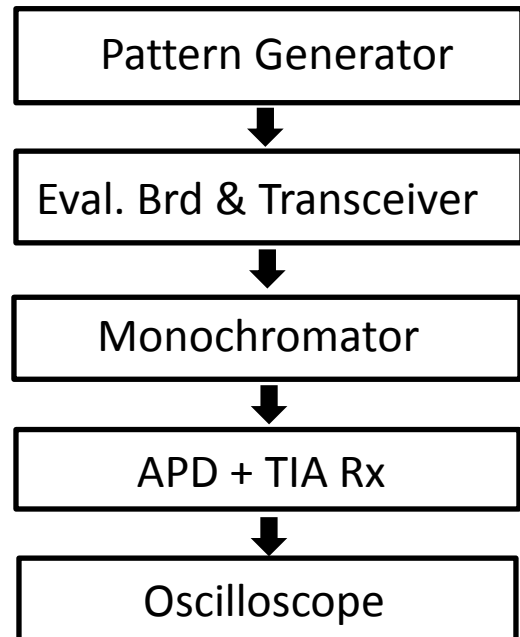 Pattern Generator
Eval. Brd & Transceiver
Monochromator
APD + TIA Rx
Oscilloscope